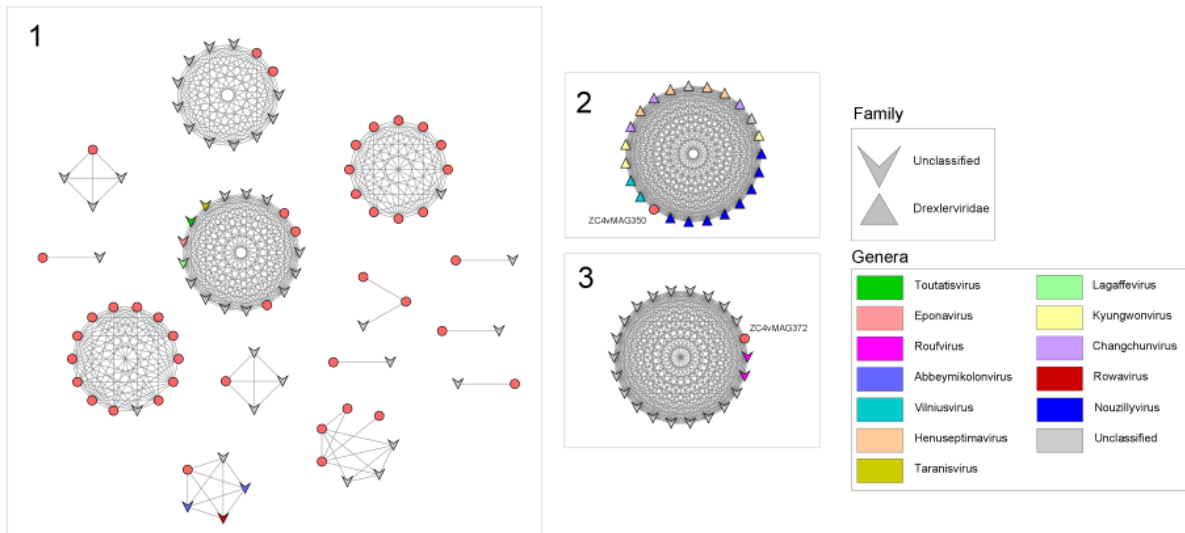 1
2
ZC4vMAG350
3
ZC4vMAG372
Family
Unclassified
Drexlerviridae
Genera
Toutatisvirus
Lagaffevirus
Eponavirus
Kyungwonvirus
Roufvirus
Changchunvirus
Abbeymikolonvirus
Rowavirus
Vilniusvirus
Nouzillyvirus
Henuseptimavirus
Unclassified
Taranisvirus